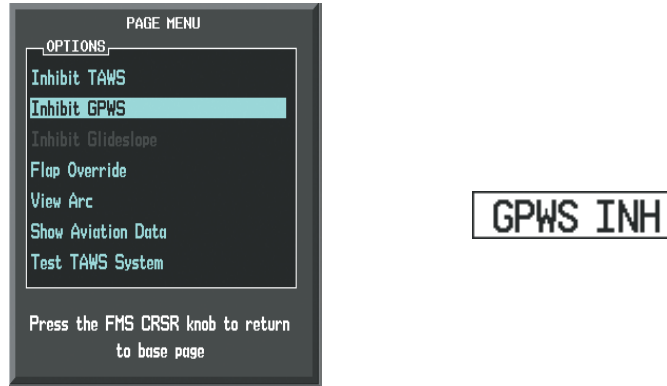 PAGE MENU
OPTIONS
Inhibit TAWS
Inhibit GPWS
Inhibit Glideslope
Flap Override
View Arc
Show Aviation Data
Test TAWS System
Press the FMS CRSR knob to return
to base page
GPWS INH